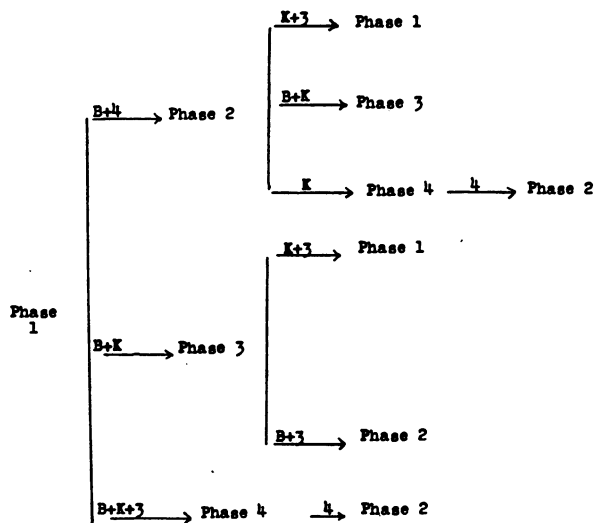 K+3 Phase 1
B+K Phase 3
B+4 Phase 2
K Phase 4 4 Phase 2
K+3 Phase 1
Phase
1
B+K Phase 3
B+3 Phase 2
B+K+3 Phase 4 4 Phase 2